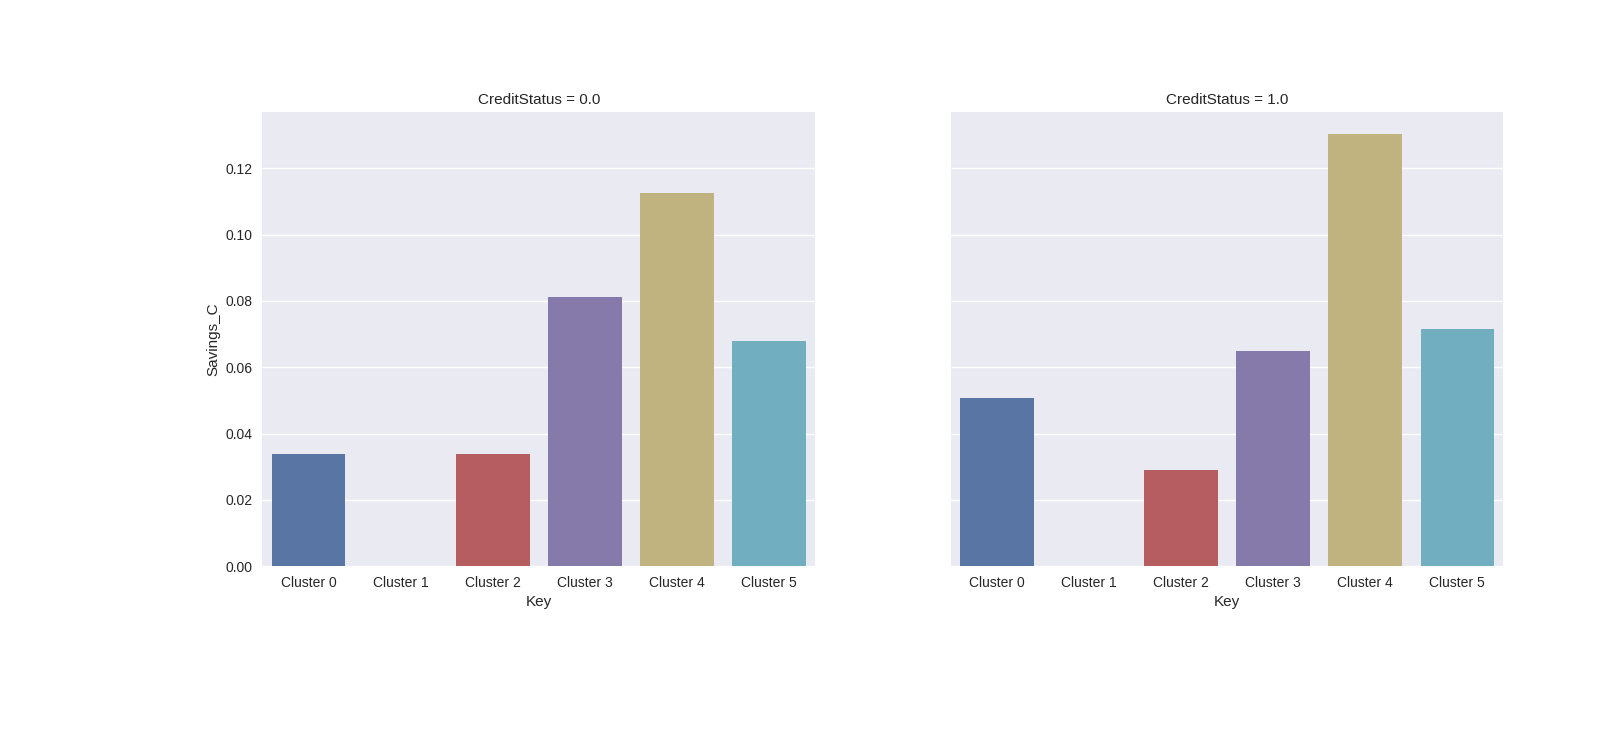 CreditStatus = 0.0
CreditStatus = 1.0
Savings_C
0.12
0.10
0.08
0.06
0.04
0.02
0.00
Cluster 0 Cluster 1 Cluster 2 Cluster 3 Cluster 4 Cluster 5
Key
Cluster 0 Cluster 1 Cluster 2 Cluster 3 Cluster 4 Cluster 5
Key